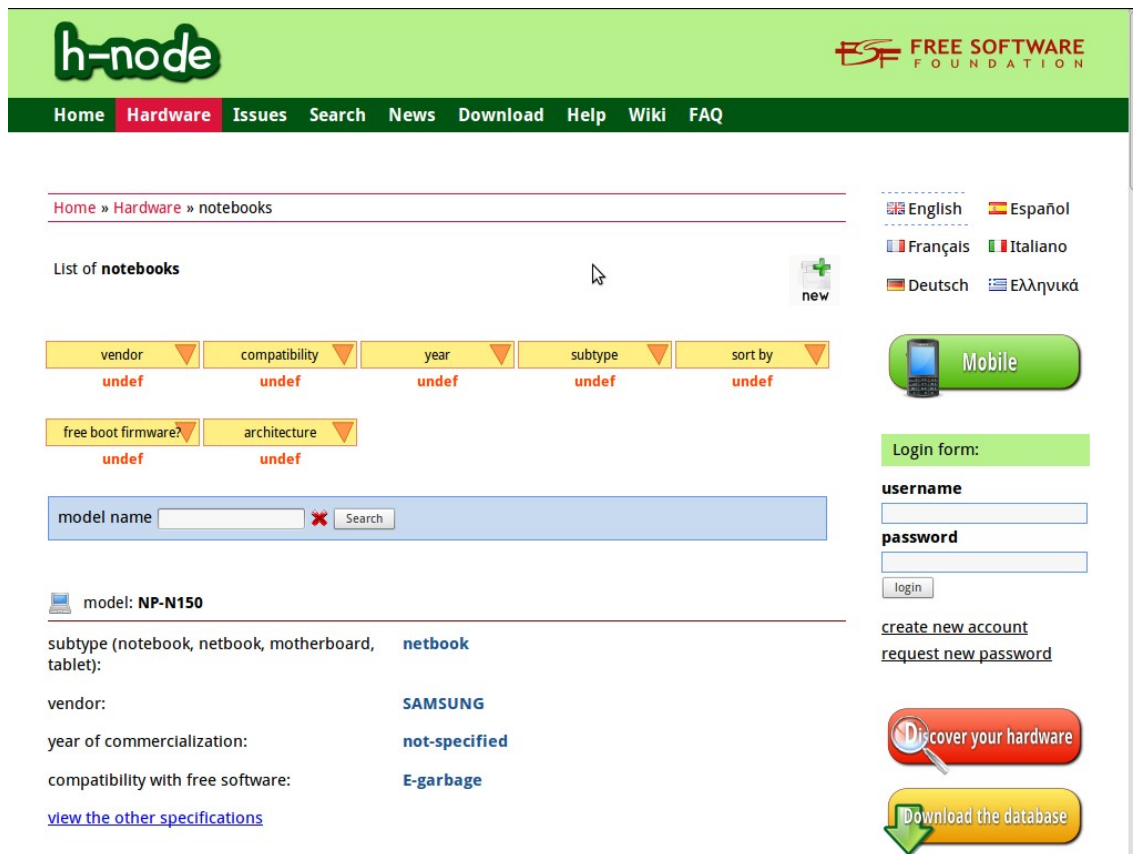 h-node
FSF FREE SOFTWARE
FOUNDATION
Home Hardware Issues Search News Download Help Wiki FAQ
Home » Hardware » notebooks
List of notebooks
new
vendor compatibility year subtype sort by
undef undef undef undef undef
free boot firmware? architecture
undef undef
model name Search
model: NP-N150
subtype (notebook, netbook, motherboard, netbook
tablet):
vendor: SAMSUNG
year of commercialization: not-specified
compatibility with free software: E-garbage
view the other specifications
English Español
Français Italiano
Deutsch Ελληνικά
Mobile
Login form:
username
password
login
create new account
request new password
Discover your hardware
Download the database